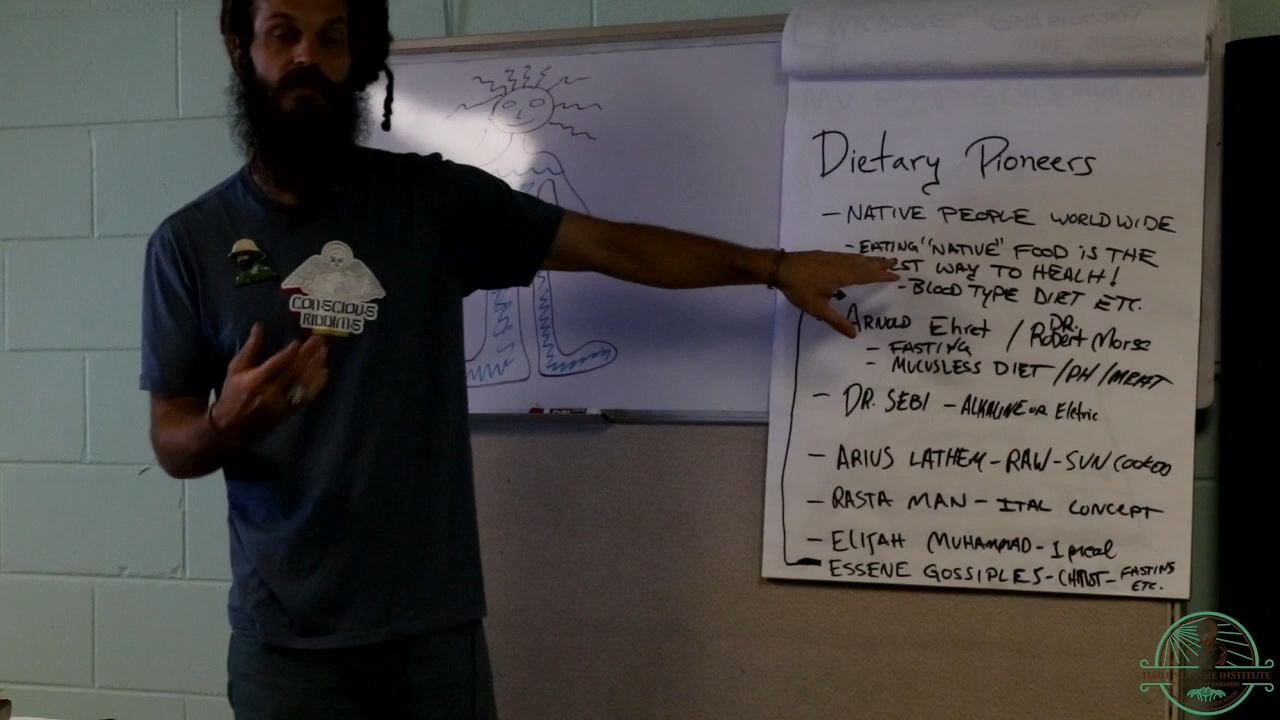 Dietary Pioneers
- NATIVE PEOPLE WORLDWIDE
- EATING "NATIVE" FOOD IS THE
WAY TO HEALH!
- BLOOD TYPE DIET ETC.
ARNOLD Ehret / DR. Robert Morse
- FASTING
- MUCUSLESS DIET / PH / MEAT
- DR. SEBI - ALKALINE OR Eletric
- ARIUS LATHEM - RAW - SUN COOKED
- RASTA MAN - ITAL CONCEPT
- ELIJAH MUHAMMAD - 1 meal
ESSENE GOSSIPLES - CHRIST - FASTING ETC.
CONSCIOUS
RIDDIMS
INSTITUTE